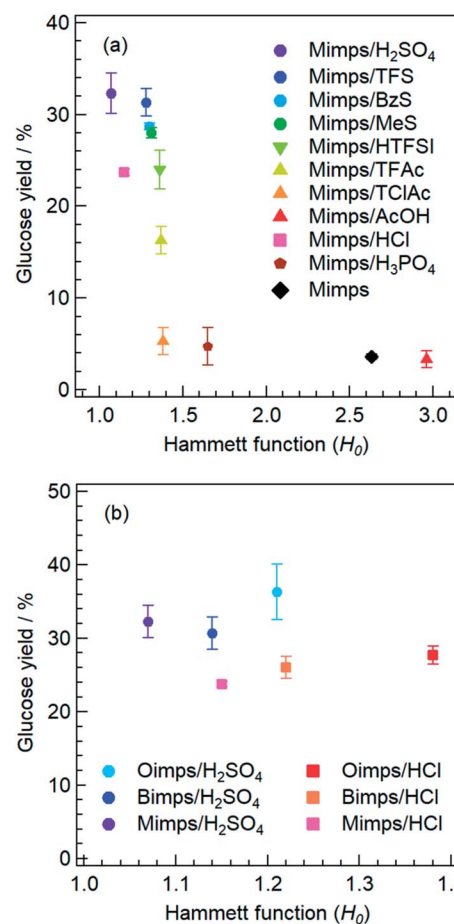 40
30
20
10
0
Glucose yield / %
(a)
Mimps/H₂SO₄
Mimps/TFS
Mimps/BzS
Mimps/MeS
Mimps/HTFSI
Mimps/TFAc
Mimps/TClAc
Mimps/AcOH
Mimps/HCl
Mimps/H₃PO₄
Mimps
1.0 1.5 2.0 2.5 3.0
Hammett function (H₀)
50
40
30
20
10
0
Glucose yield / %
(b)
Oimps/H₂SO₄ Oimps/HCl
Bimps/H₂SO₄ Bimps/HCl
Mimps/H₂SO₄ Mimps/HCl
1.0 1.1 1.2 1.3
Hammett function (H₀)